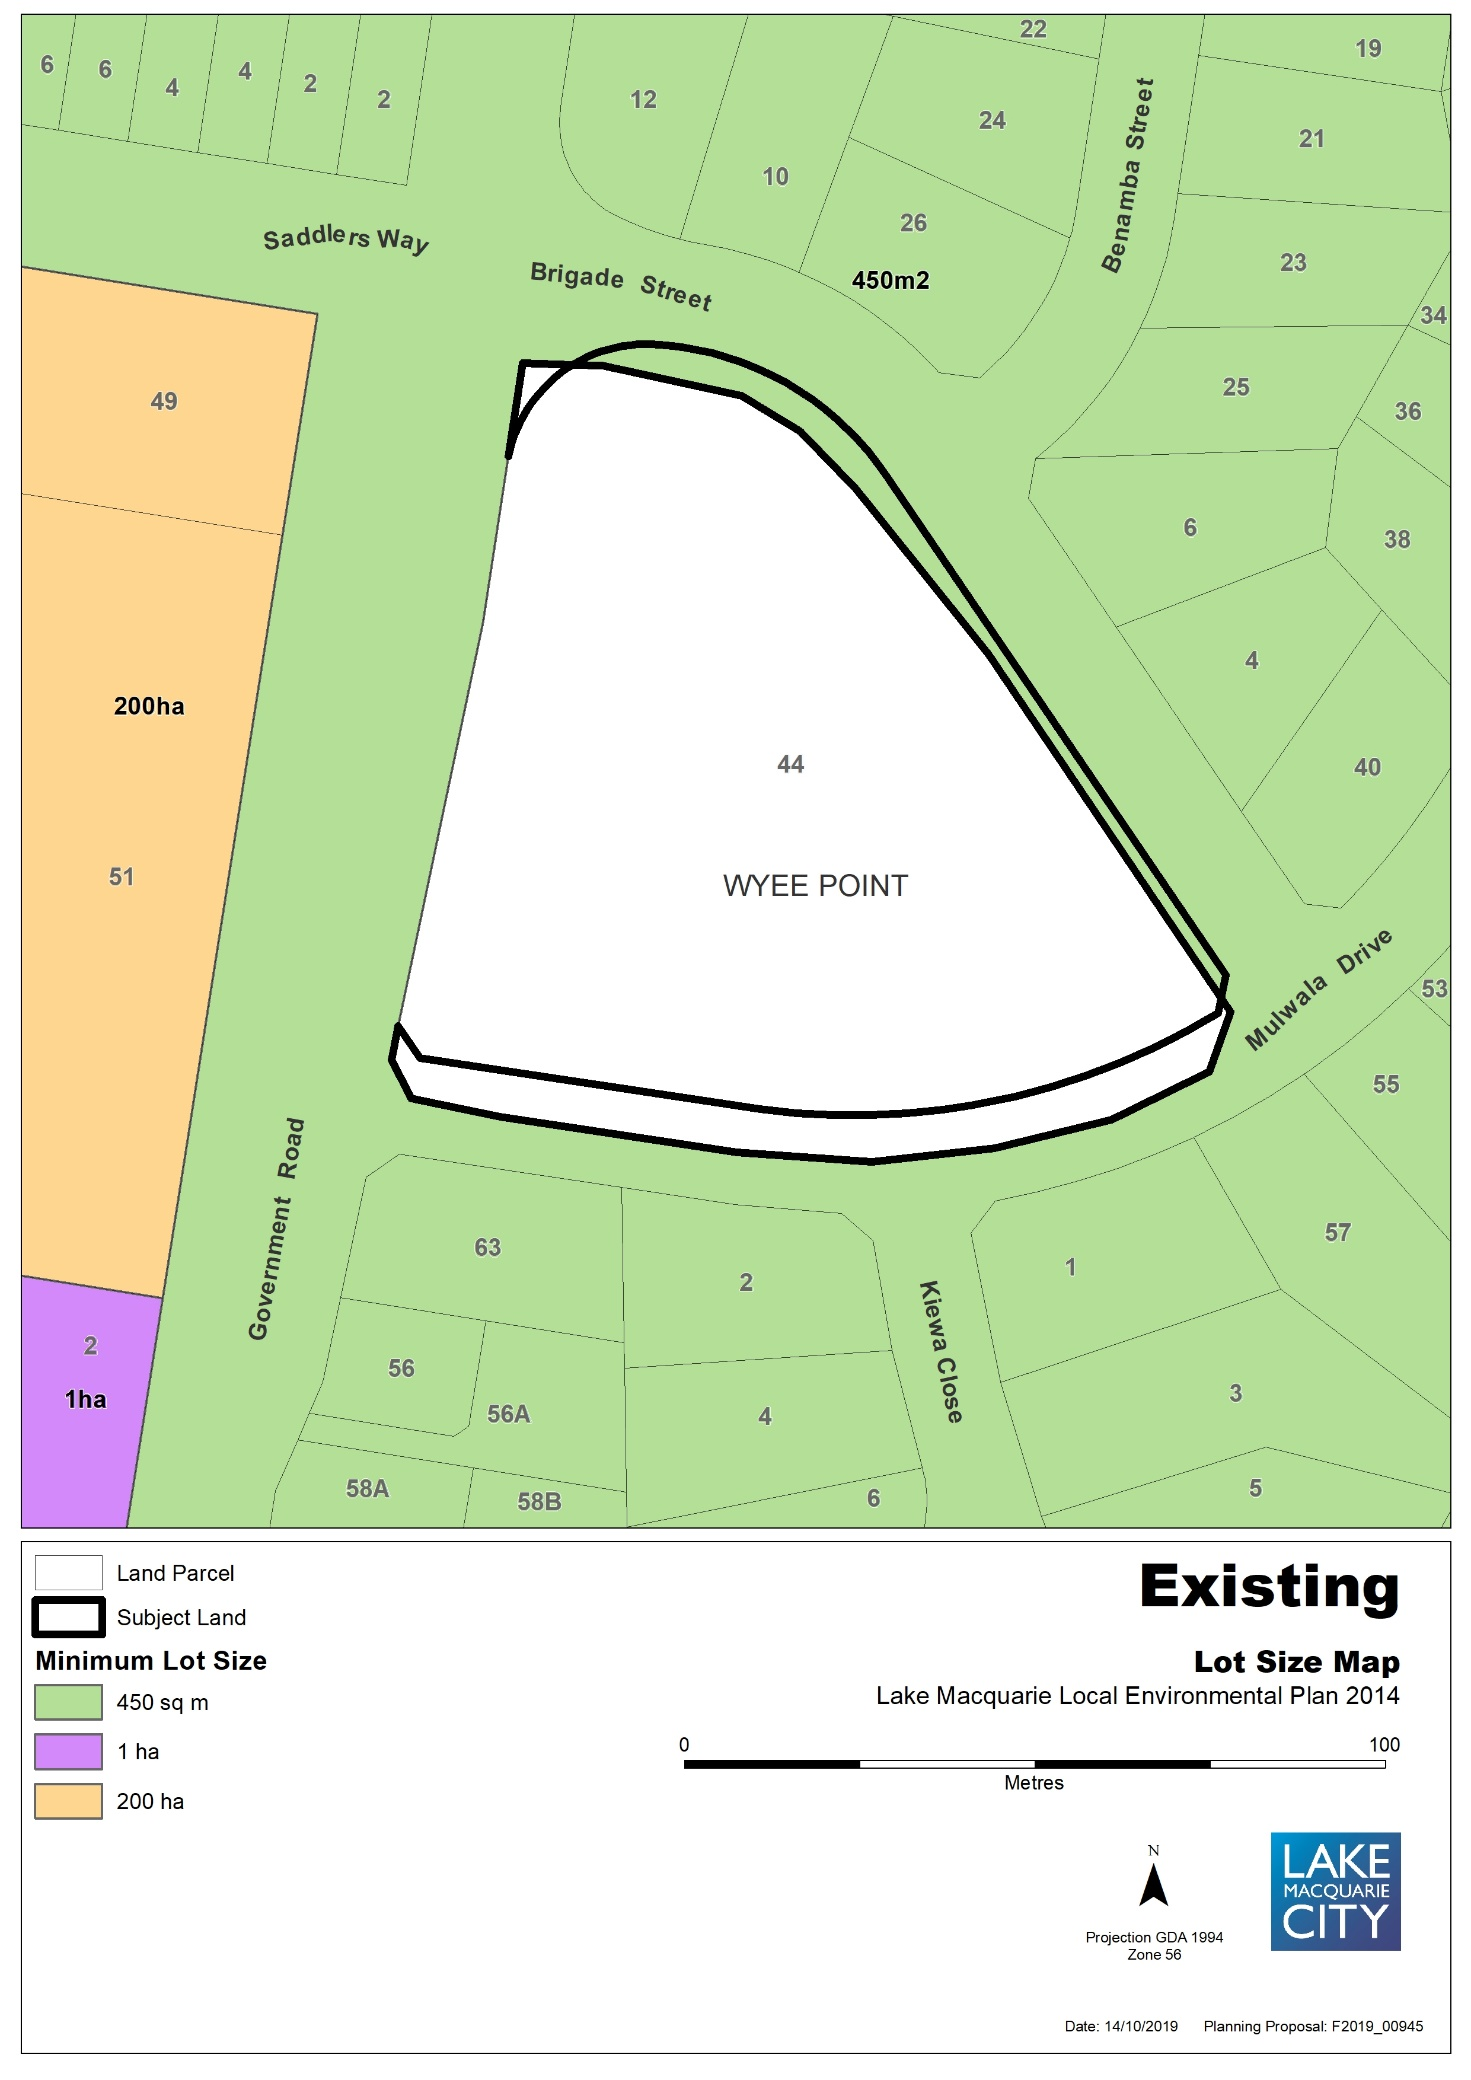 6
6
4
4
2
2
12
10
22
24
26
450m2
19
21
23
34
25
36
6
38
4
40
53
55
57
49
200ha
51
2
1ha
44
WYEE POINT
Saddlers Way
Brigade Street
Benamba Street
Mulwala Drive
Government Road
Kiewa Close
63
2
1
56
56A
4
3
58A
58B
6
5
Land Parcel
Subject Land
Minimum Lot Size
450 sq m
1 ha
200 ha
Existing
Lot Size Map
Lake Macquarie Local Environmental Plan 2014
0
100
Metres
N
Projection GDA 1994
Zone 56
LAKE
MACQUARIE
CITY
Date: 14/10/2019 Planning Proposal: F2019_00945